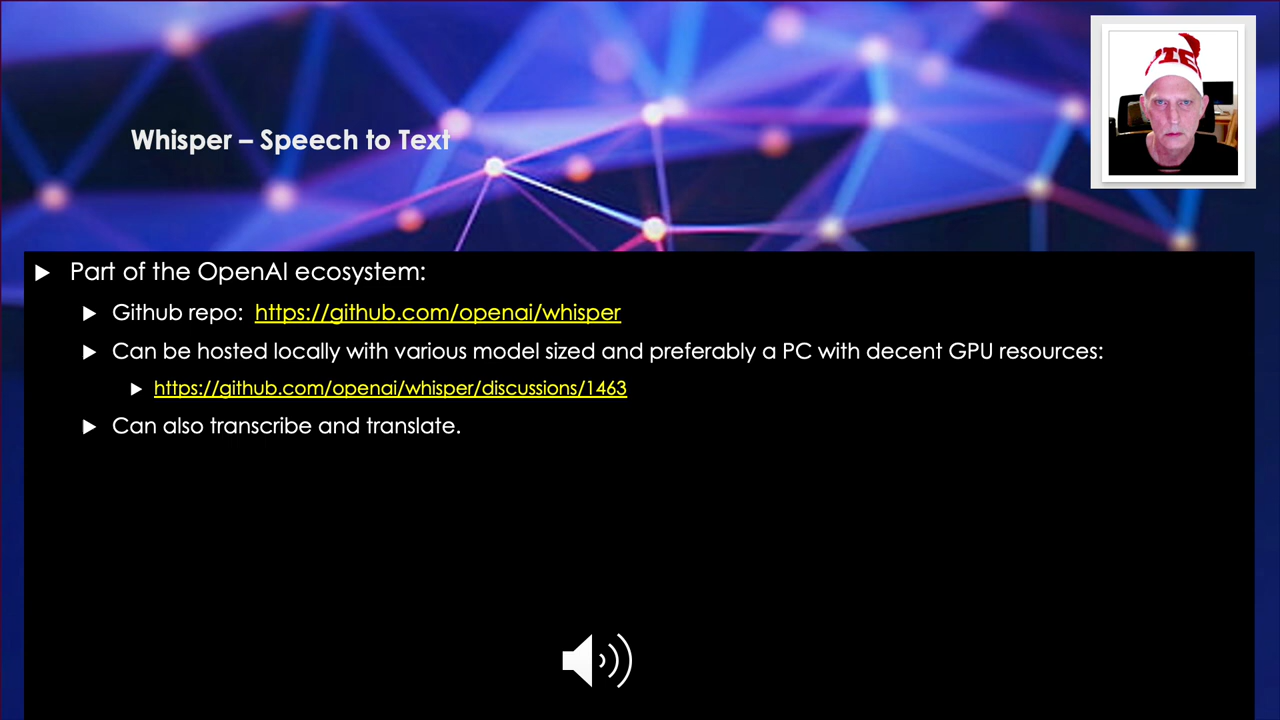 Whisper – Speech to Text
Part of the OpenAI ecosystem:
Github repo: https://github.com/openai/whisper
Can be hosted locally with various model sized and preferably a PC with decent GPU resources:
https://github.com/openai/whisper/discussions/1463
Can also transcribe and translate.